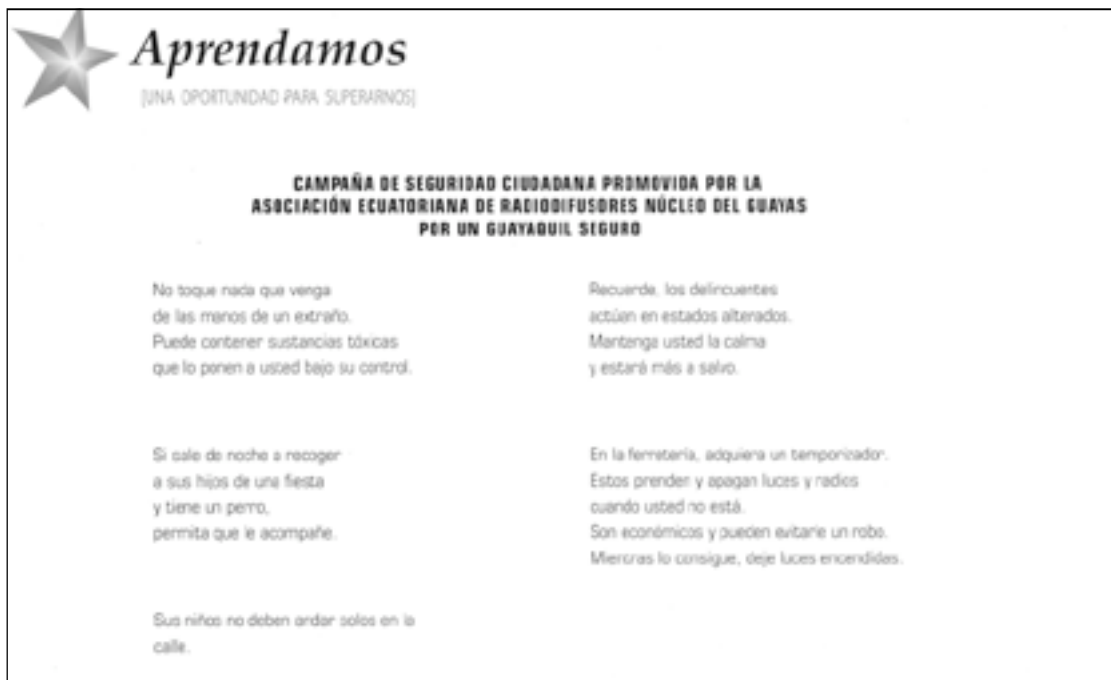 Aprendamos
[UNA OPORTUNIDAD PARA SUPERARNOS]
CAMPAÑA DE SEGURIDAD CIUDADANA PROMOVIDA POR LA
ASOCIACIÓN ECUATORIANA DE RADIODIFUSORES NÚCLEO DEL GUAYAS
POR UN GUAYAQUIL SEGURO
No toque nada que venga
de las manos de un extraño.
Puede contener sustancias tóxicas
que lo ponen a usted bajo su control.
Si sale de noche a recoger
a sus hijos de una fiesta
y tiene un perro,
permita que le acompañe.
Sus niños no deben andar solos en la
calle.
Recuerde, los delincuentes
actúan en estados alterados.
Mantenga usted la calma
y estará más a salvo.
En la ferretería, adquiera un temporizador.
Estos prenden y apagan luces y radios
cuando usted no está.
Son económicos y pueden evitarle un robo.
Mientras lo consigue, deje luces encendidas.